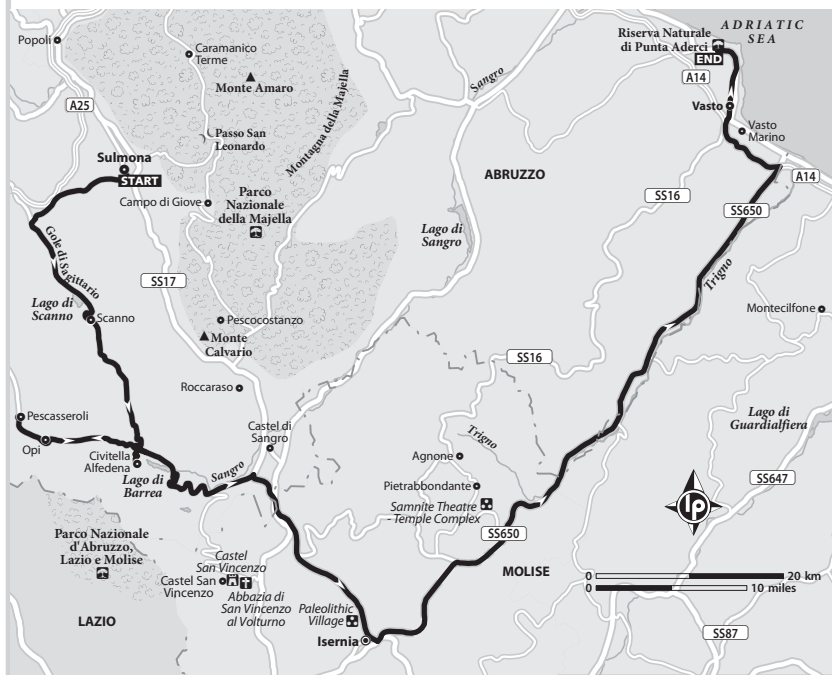 ADRIATIC
SEA
Riserva Naturale
di Punta Aderci
END
A14
Vasto
Vasto
Marino
A14
Popoli
Caramanico
Terme
Monte Amaro
A25
Passo San
Leonardo
Montagna della Majella
Sangro
Sulmona
START
Campo di Giove
Parco
Nazionale
della Majella
ABRUZZO
SS16
SS650
Gole di Sagittario
SS17
Lago di
Sangro
Trigno
Lago di
Scanno
Scanno
Pescocostanzo
Monte
Calvario
Montecilfone
SS16
Roccaraso
Pescasseroli
Opi
Castel di
Sangro
Civitella
Alfedena
Lago di
Barrea
Sangro
Trigno
Agnone
Pietrabbondante
Samnite Theatre
- Temple Complex
Lago di
Guardialfiera
SS647
lp
SS650
Parco Nazionale
d'Abruzzo,
Lazio e Molise
Castel
San Vincenzo
Castel San
Vincenzo
Abbazia di
San Vincenzo
al Volturno
Paleolithic
Village
Isernia
MOLISE
LAZIO
0 20 km
0 10 miles
SS87